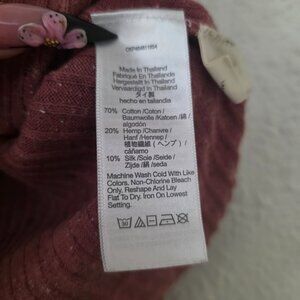 Made In Thailand
Fabriqué En Thaïlande
Hergestellt In Thailand
Vervaardigd In Thailand
タイ製
hecho en tailandia
70% Cotton /Coton/
Baumwolle /Katoen /綿/
algodón
20% Hemp /Chanvre/
Hanf /Hennep /
植物繊維（ヘンプ）/
cáñamo
10% Silk /Soie /Seide /
Zijde /絹 /seda
Machine Wash Cold With Like
Colors. Non-Chlorine Bleach
Only, Reshape And Lay
Flat To Dry. Iron On Lowest
Setting.